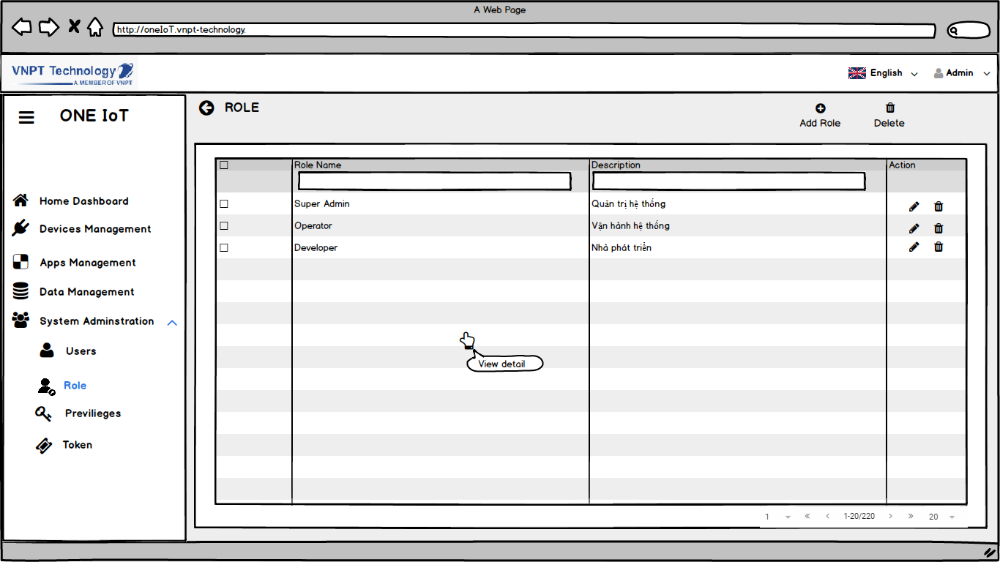 A Web Page
http://oneIoT.vnpt-technology.
VNPT Technology
A MEMBER OF VNPT
English
Admin
ONE IoT
ROLE
Add Role
Delete
Home Dashboard
Devices Management
Apps Management
Data Management
System Adminstration
Users
Role
Previlieges
Token
Role Name
Description
Action
Super Admin
Quản trị hệ thống
Operator
Vận hành hệ thống
Developer
Nhà phát triển
View detail
1
1-20/220
20